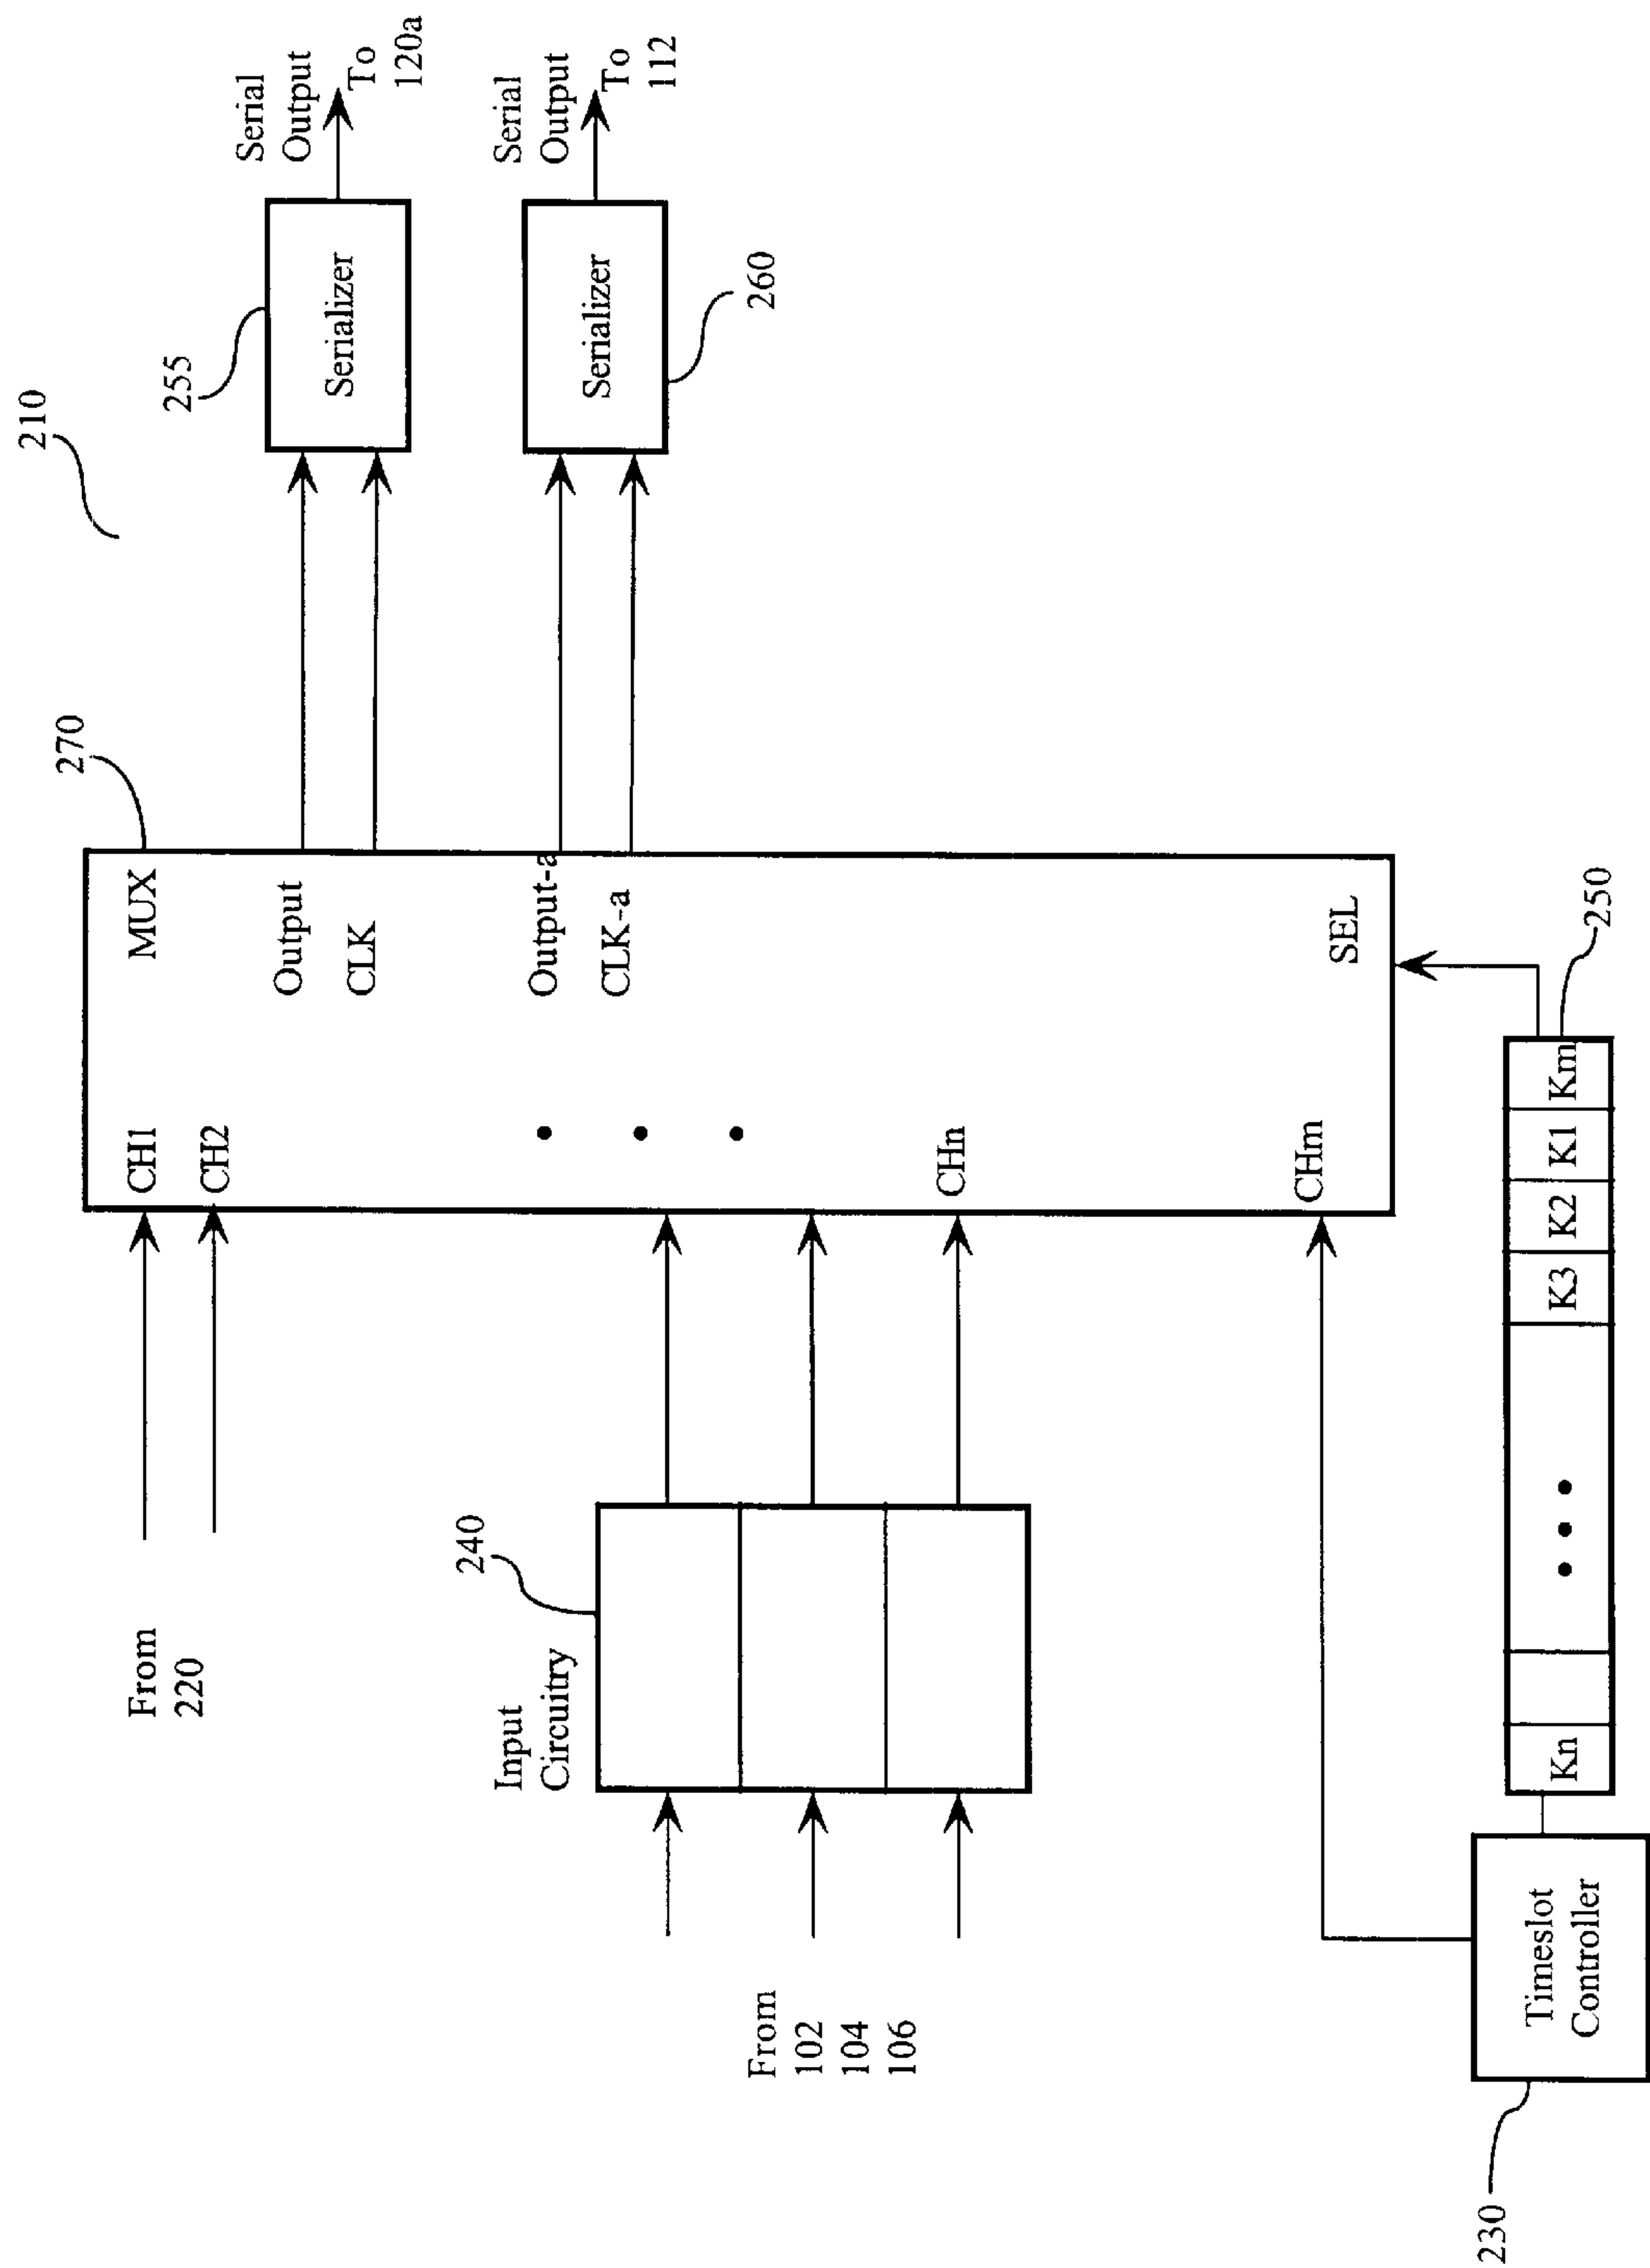 210
From
220
CH1
CH2
MUX
270
Output
CLK
Output-a
CLK-a
CHn
CHm
SEL
255
Serializer
Serial
Output
To
120a
Serializer
260
Serial
Output
To
112
Input
Circuitry
240
From
102
104
106
230
Timeslot
Controller
Kn
K3
K2
K1
Km
250